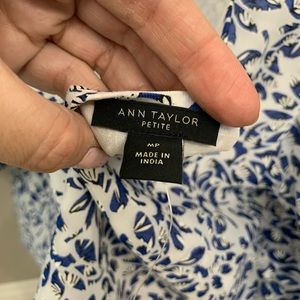 ANN TAYLOR
PETITE
MP
MADE IN
INDIA